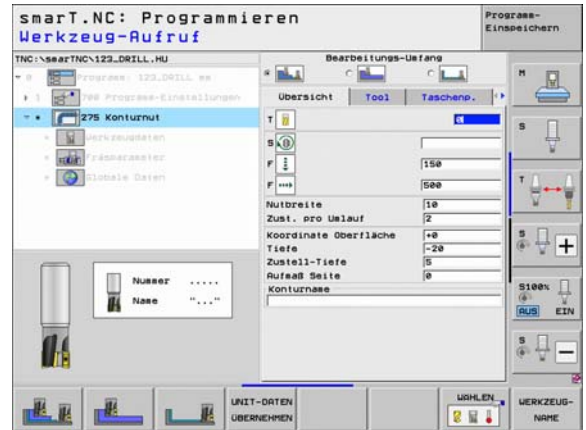 smarT.NC: Programmieren
Werkzeug-Aufruf
Programm-
Einspeichern
TNC:\smarTNC\123_DRILL.HU
0 Programm: 123_DRILL mm
1 700 Programm-Einstellungen
275 Konturnut
Werkzeugdaten
Fräsparameter
Globale Daten
Nummer .....
Name "..."
Bearbeitungs-Umfang
Übersicht Tool Taschenp.
T
S
F 150
F 500
Nutbreite 10
Zust. pro Umlauf 2
Koordinate Oberfläche +0
Tiefe -20
Zustell-Tiefe 5
Aufmaß Seite 0
Konturname
M
S
T
S
S100%
AUS EIN
S
UNIT-DATEN
ÜBERNEHMEN
WÄHLEN
WERKZEUG-
NAME